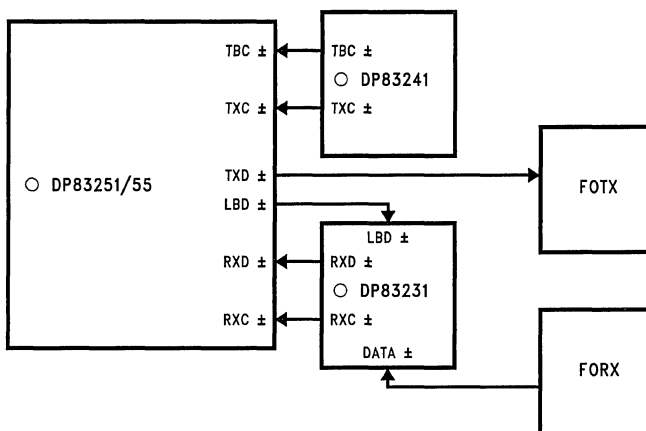 TBC ±
TBC ±
○ DP83241
TXC ±
TXC ±
TXD ±
○ DP83251/55
FOTX
LBD ±
LBD ±
RXD ±
RXD ±
○ DP83231
RXC ±
RXC ±
DATA ±
FORX